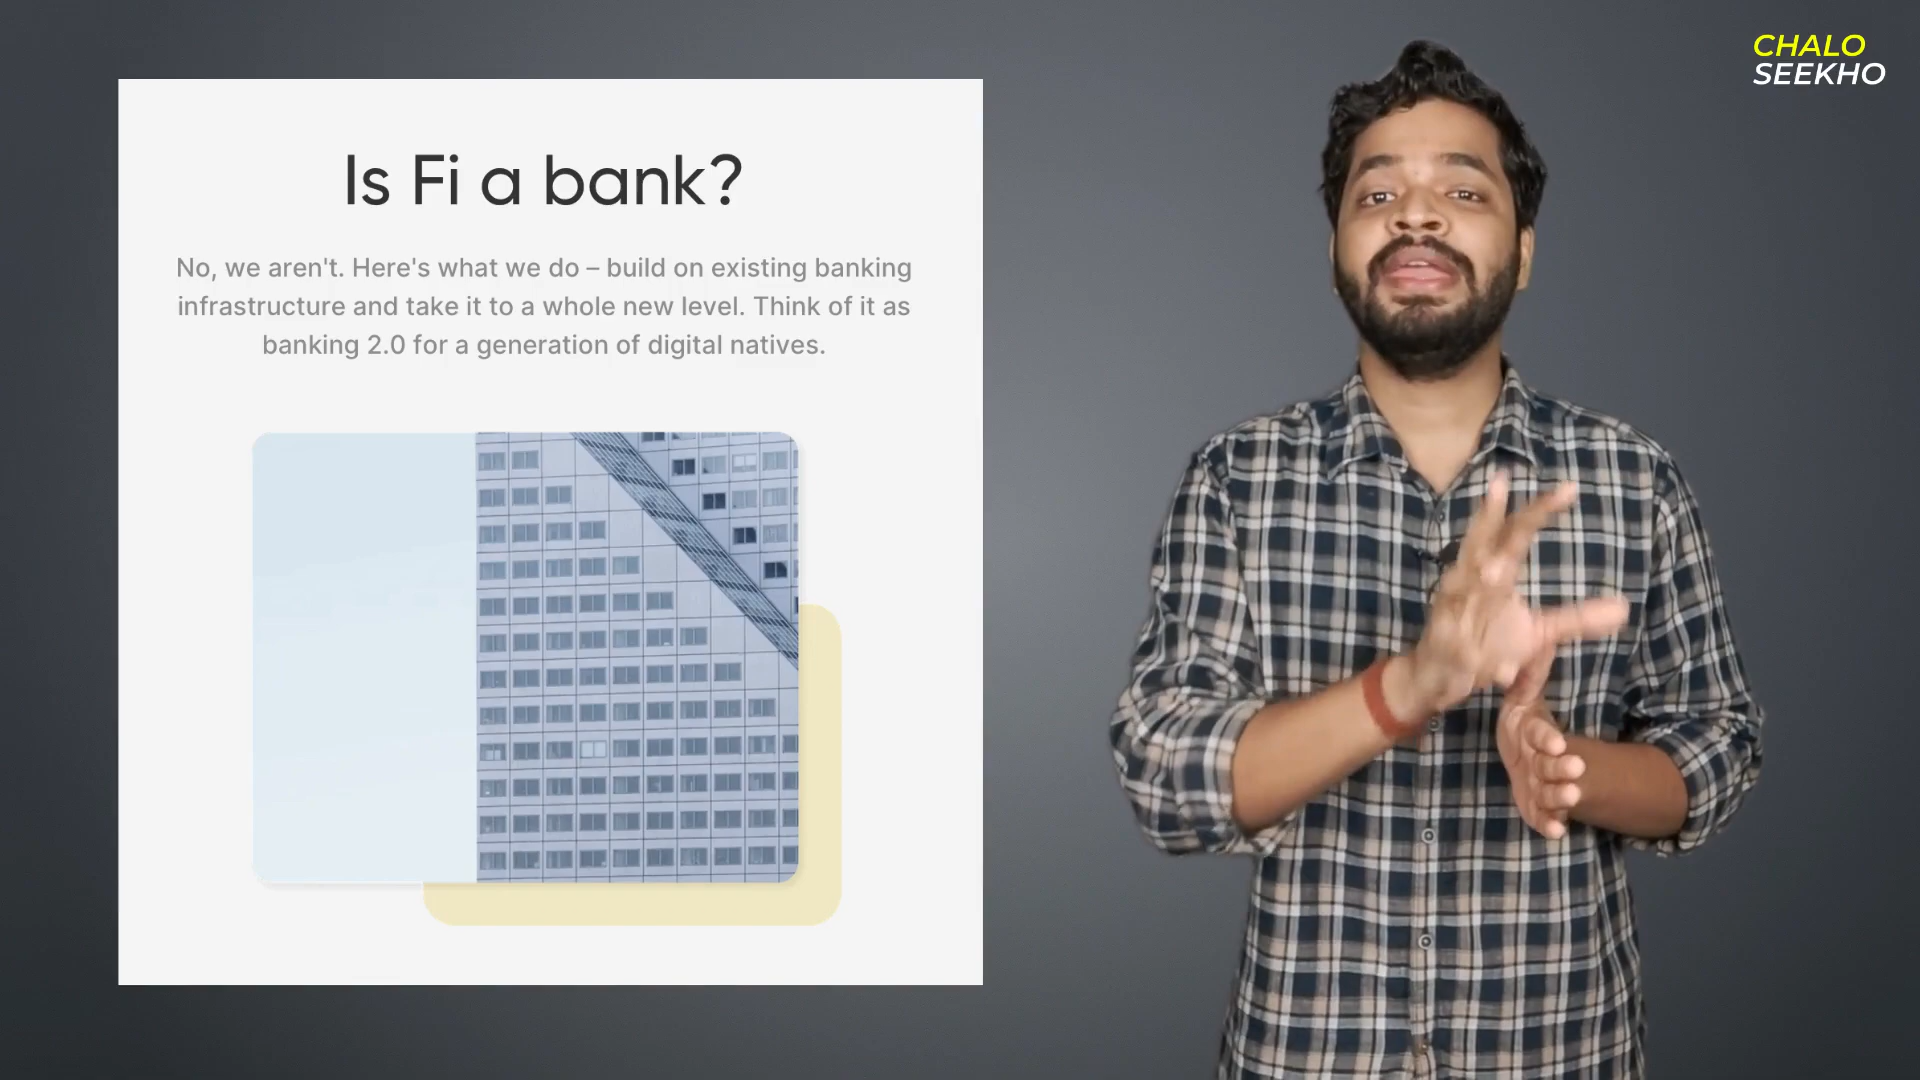 CHALO
SEEKHO
Is Fi a bank?
No, we aren't. Here's what we do – build on existing banking
infrastructure and take it to a whole new level. Think of it as
banking 2.0 for a generation of digital natives.